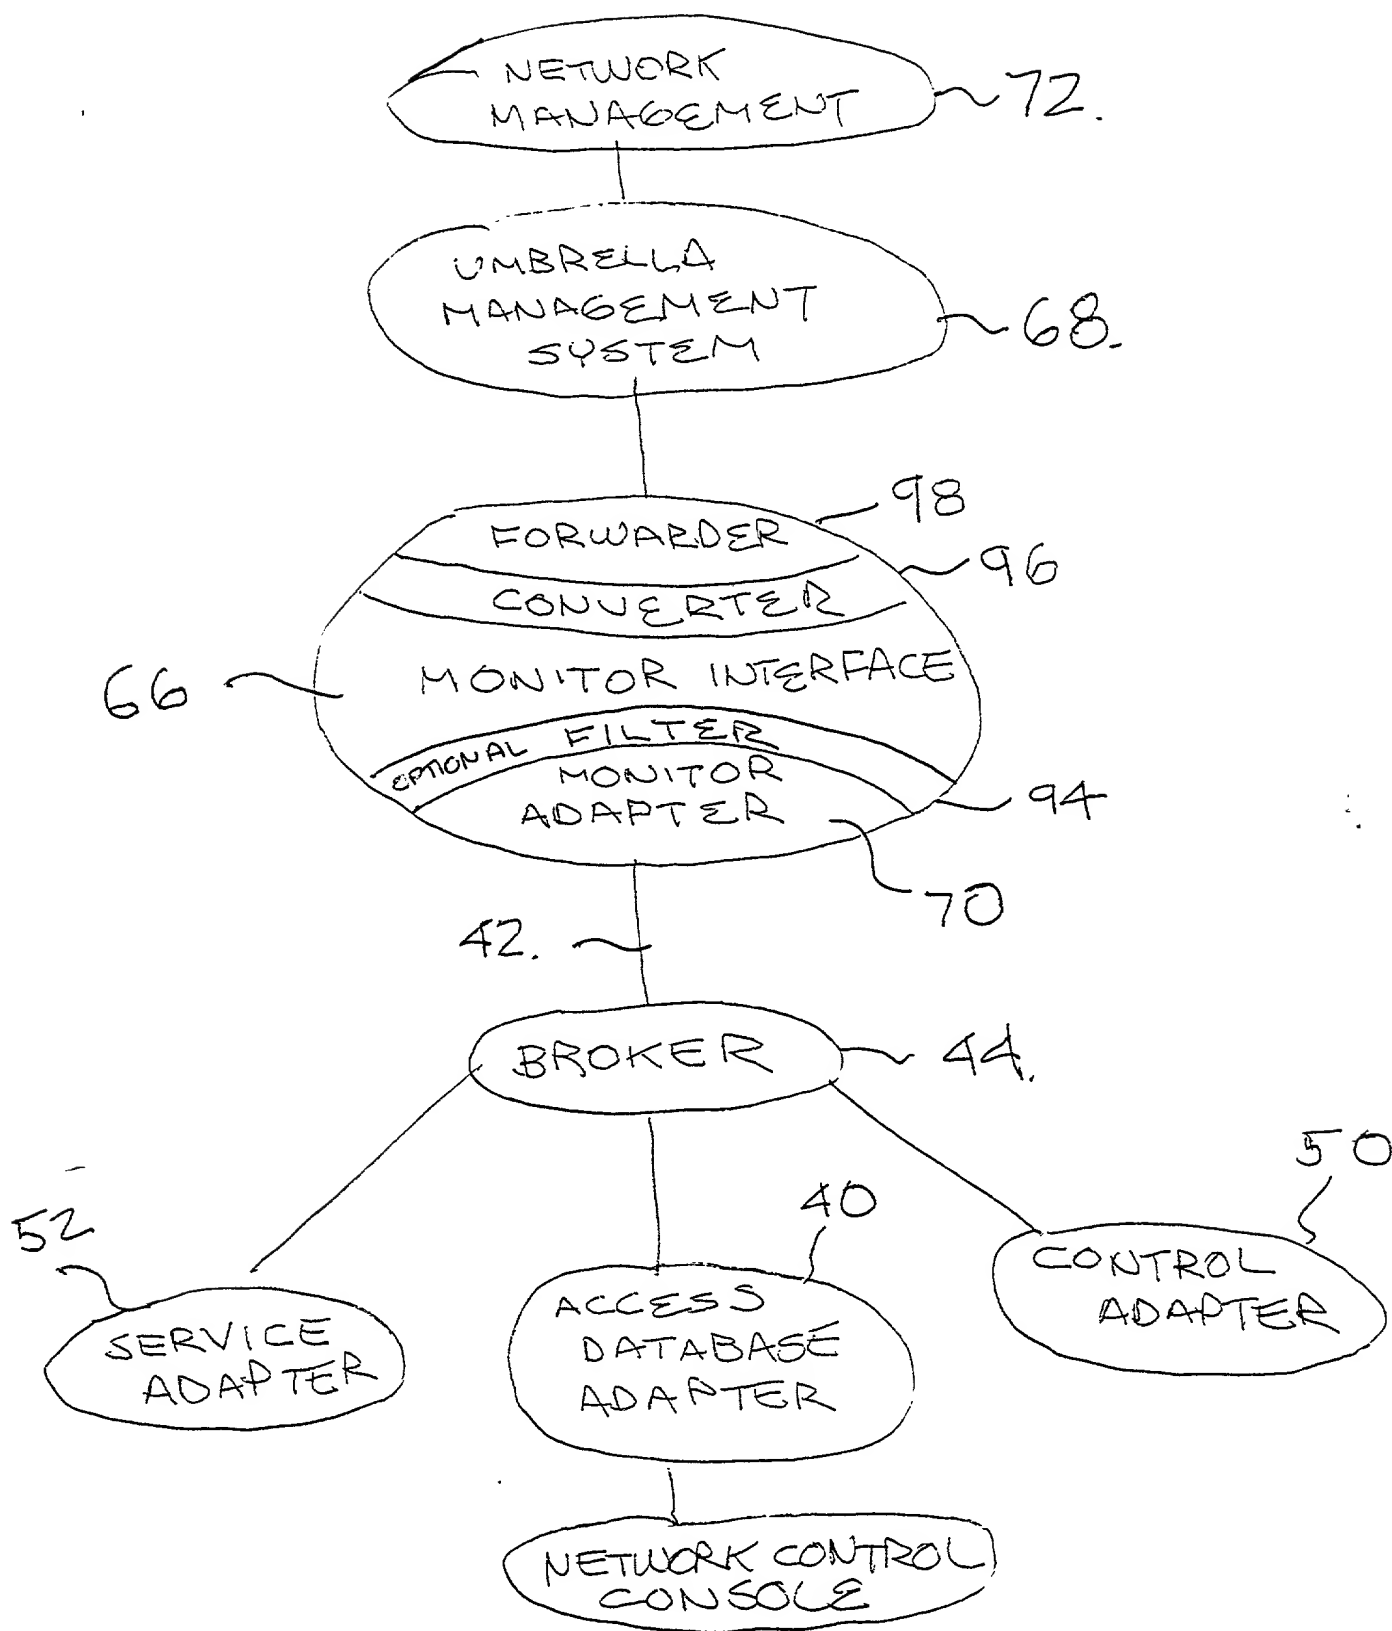 NETWORK
MANAGEMENT
72.
UMBRELLA
MANAGEMENT
SYSTEM
68.
98
FORWARDER
96
CONVERTER
66
MONITOR INTERFACE
OPTIONAL FILTER
MONITOR
ADAPTER
94
70
42.
BROKER
44.
50
40
52
CONTROL
ADAPTER
ACCESS
DATABASE
ADAPTER
SERVICE
ADAPTER
NETWORK CONTROL
CONSOLE